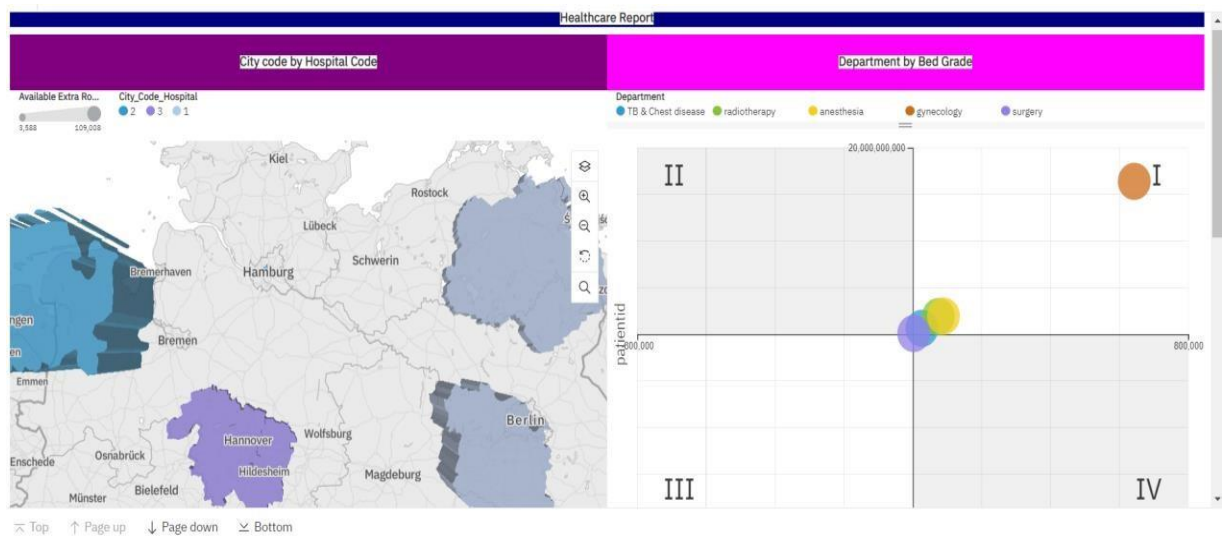 Healthcare Report
City code by Hospital Code
Department by Bed Grade
Available Extra Ro...
City_Code_Hospital
2
3
1
3,588
109,008
Department
TB & Chest disease
radiotherapy
anesthesia
gynecology
surgery
Kiel
Rostock
Lübeck
Schwerin
Hamburg
Bremerhaven
Bremen
ngen
en
Emmen
Enschede
Osnabrück
Münster
Bielefeld
Hannover
Hildesheim
Wolfsburg
Magdeburg
Berlin
20,000,000,000
II
I
patientid
800,000
800,000
III
IV
Top
Page up
Page down
Bottom